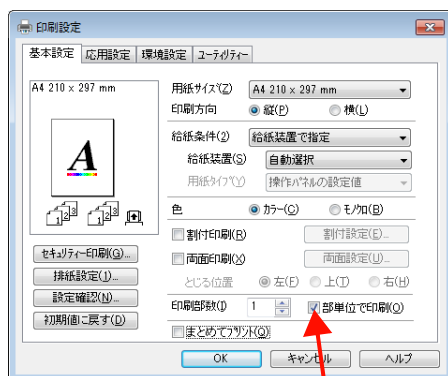 印刷設定
基本設定 応用設定 環境設定 ユーティリティー
A4 210 x 297 mm
用紙サイズ(Z) A4 210 x 297 mm
印刷方向 縦(P) 横(L)
給紙条件(2) 給紙装置で指定
給紙装置(S) 自動選択
用紙タイプ(Y) 操作パネルの設定値
A
1 2 3 1 2 3
色 カラー(C) モノクロ(B)
割付印刷(R) 割付設定(E)...
セキュリティー印刷(G)...
両面印刷(X) 両面設定(U)...
排紙設定(1)...
とじる位置 左(F) 上(T) 右(H)
設定確認(N)...
印刷部数(I) 1 部単位で印刷(O)
初期値に戻す(D)
まとめてプリント(Q)
OK キャンセル ヘルプ